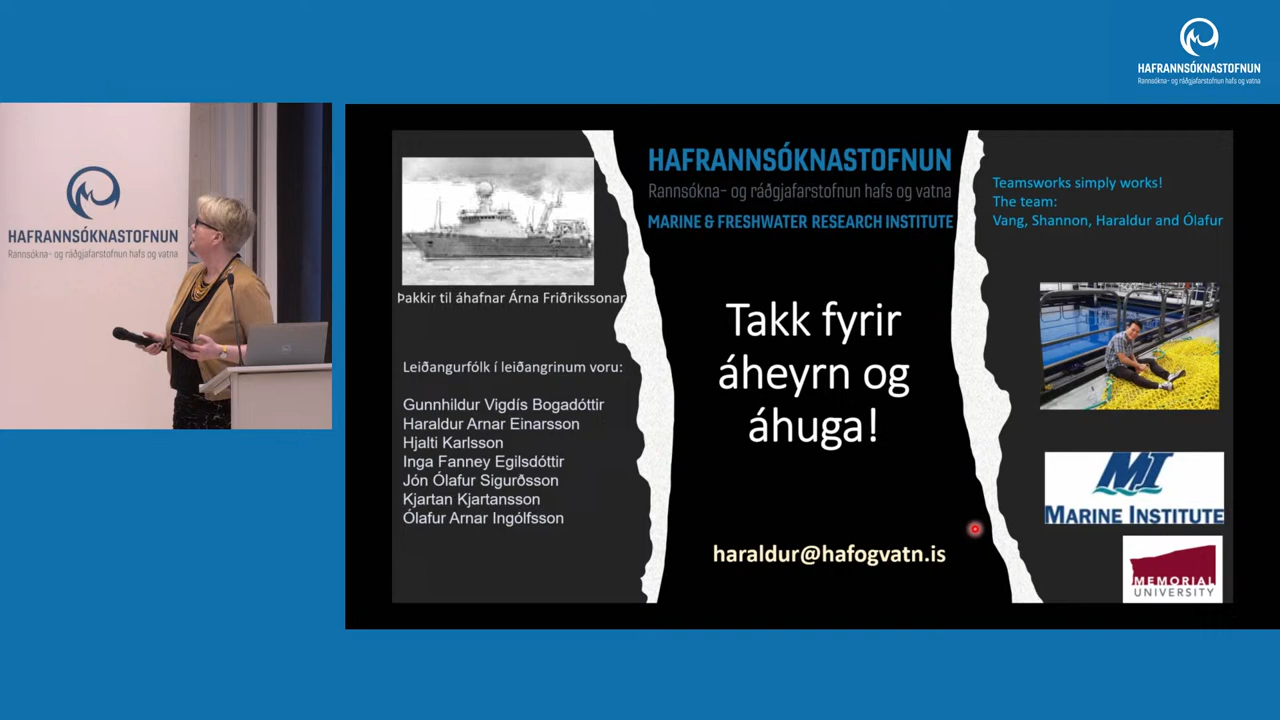 HAFRANNSÓKNASTOFNUN
Rannsókna- og ráðgjafarstofnun hafs og vatna
HAFRANNSÓKNASTOFNUN
Rannsókna- og ráðgjafarstofnun hafs og vatna
Þakkir til áhafnar Árna Friðrikssonar
Leiðangurfólk í leiðangrinum voru:
Gunnhildur Vigdís Bogadóttir
Haraldur Arnar Einarsson
Hjalti Karlsson
Inga Fanney Egilsdóttir
Jón Ólafur Sigurðsson
Kjartan Kjartansson
Ólafur Arnar Ingólfsson
HAFRANNSÓKNASTOFNUN
Rannsókna- og ráðgjafarstofnun hafs og vatna
MARINE & FRESHWATER RESEARCH INSTITUTE
Takk fyrir
áheyrn og
áhuga!
haraldur@hafogvatn.is
Teamsworks simply works!
The team:
Vang, Shannon, Haraldur and Ólafur
MI
MARINE INSTITUTE
MEMORIAL
UNIVERSITY